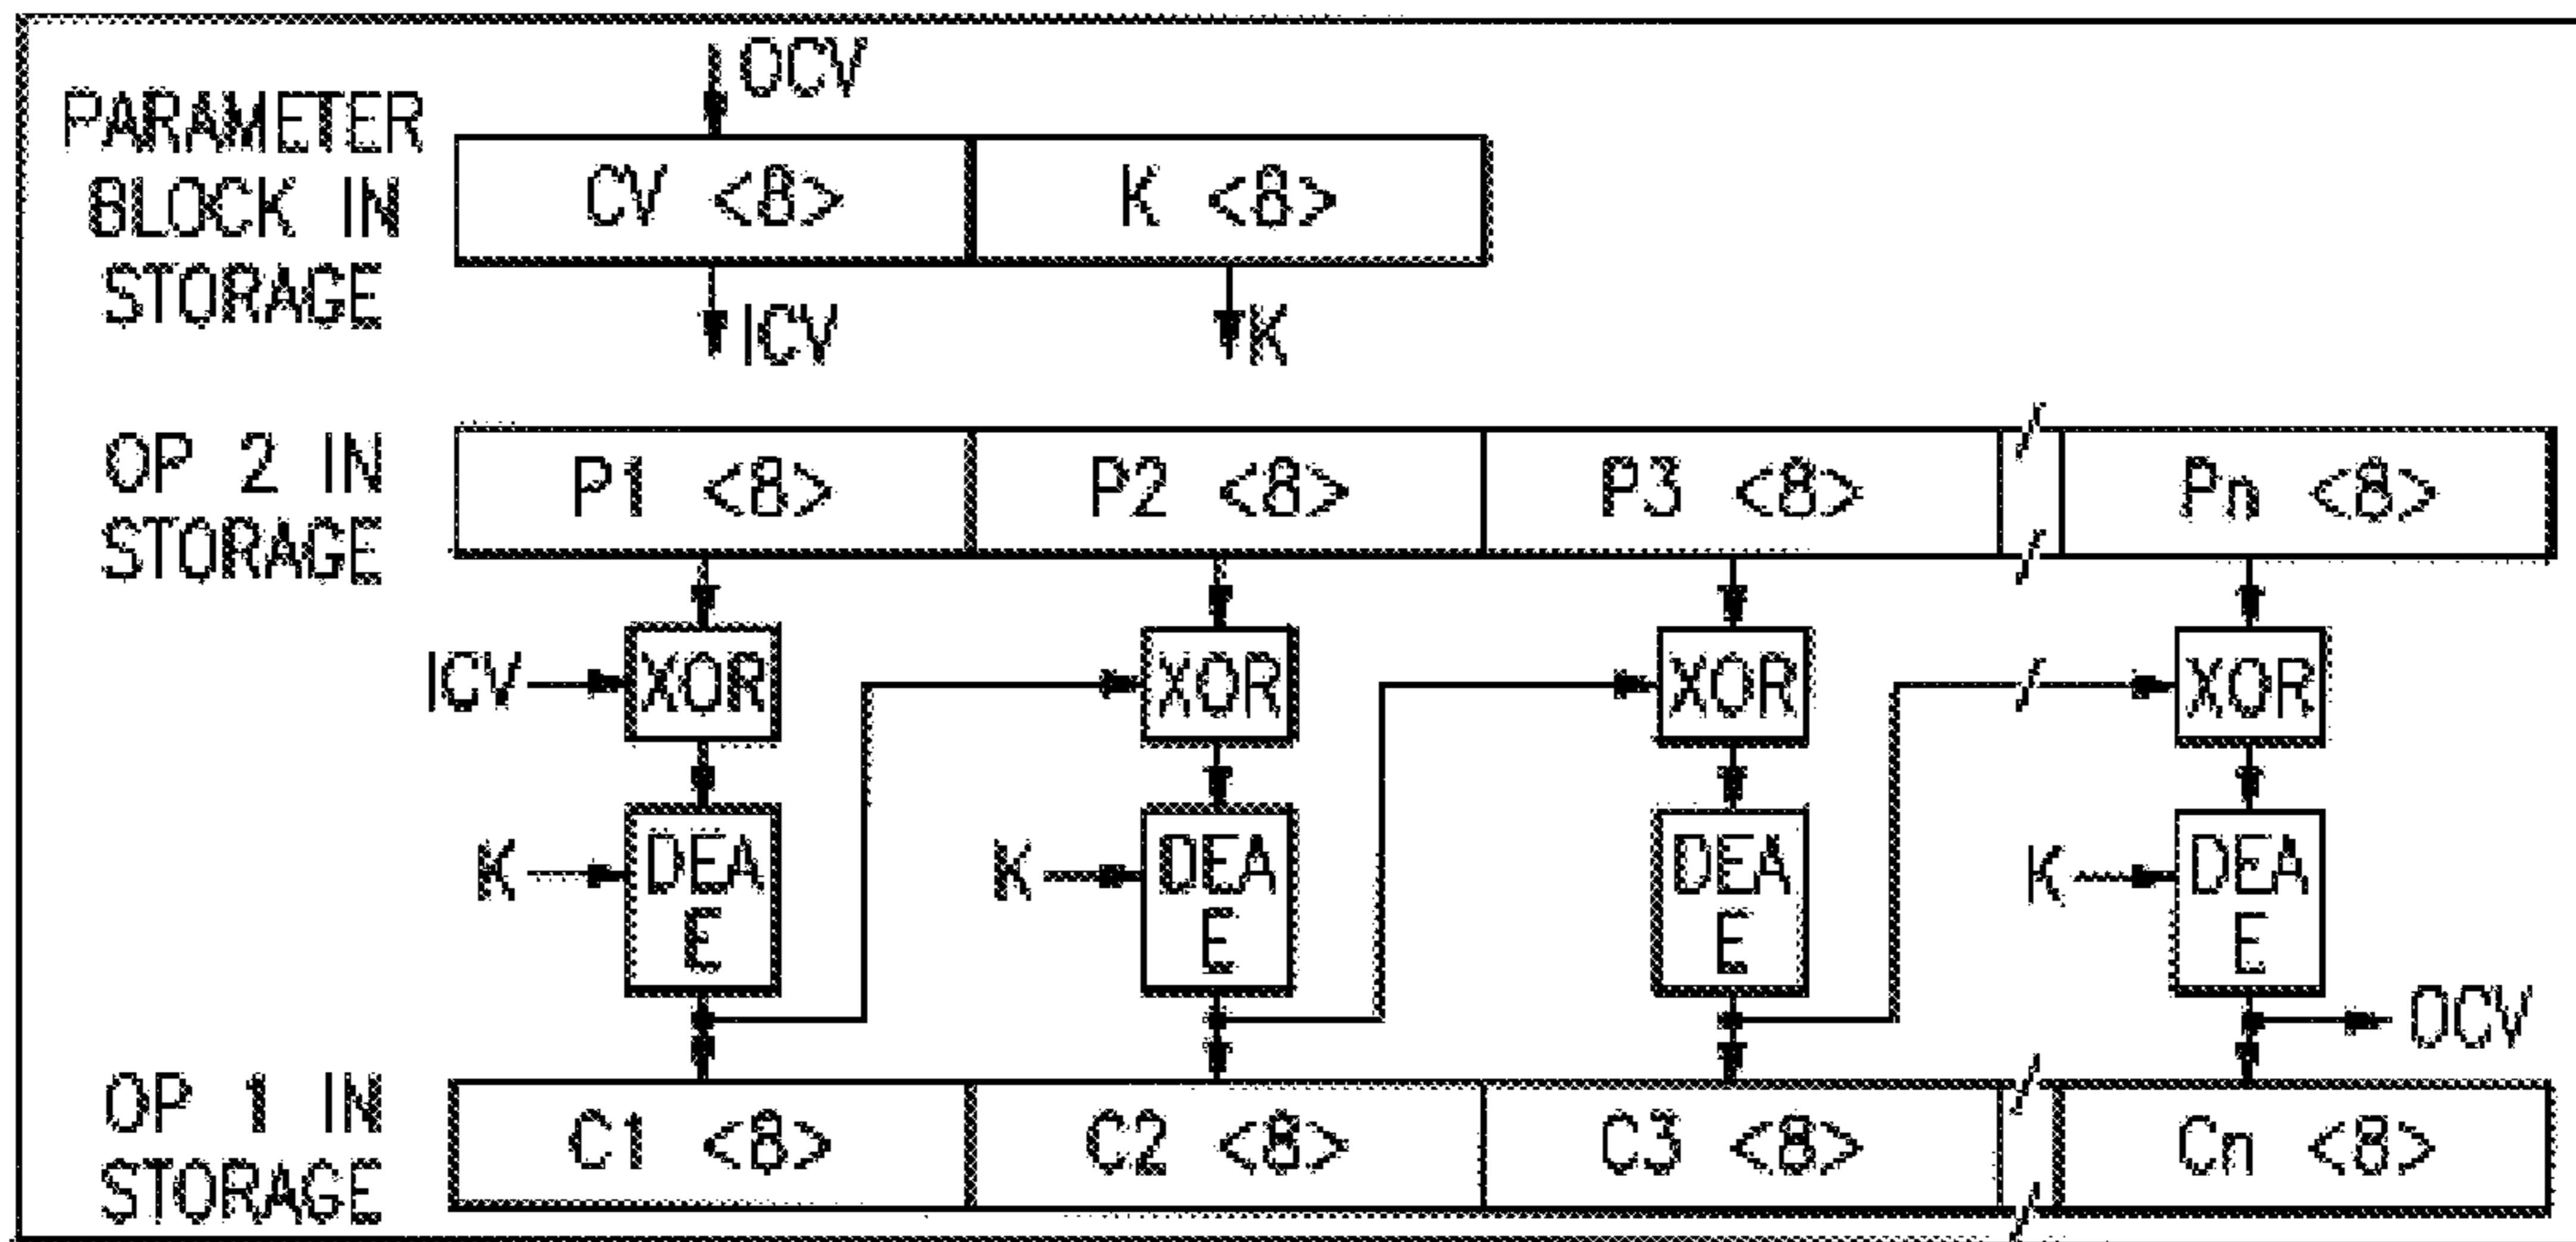 OCV
PARAMETER
BLOCK IN
STORAGE
CV <8>
K <8>
ICV
K
OP 2 IN
STORAGE
P1 <8>
P2 <8>
P3 <8>
Pn <8>
ICV
XOR
XOR
XOR
XOR
K
DEA
E
K
DEA
E
DEA
E
K
DEA
E
OCV
OP 1 IN
STORAGE
C1 <8>
C2 <8>
C3 <8>
Cn <8>